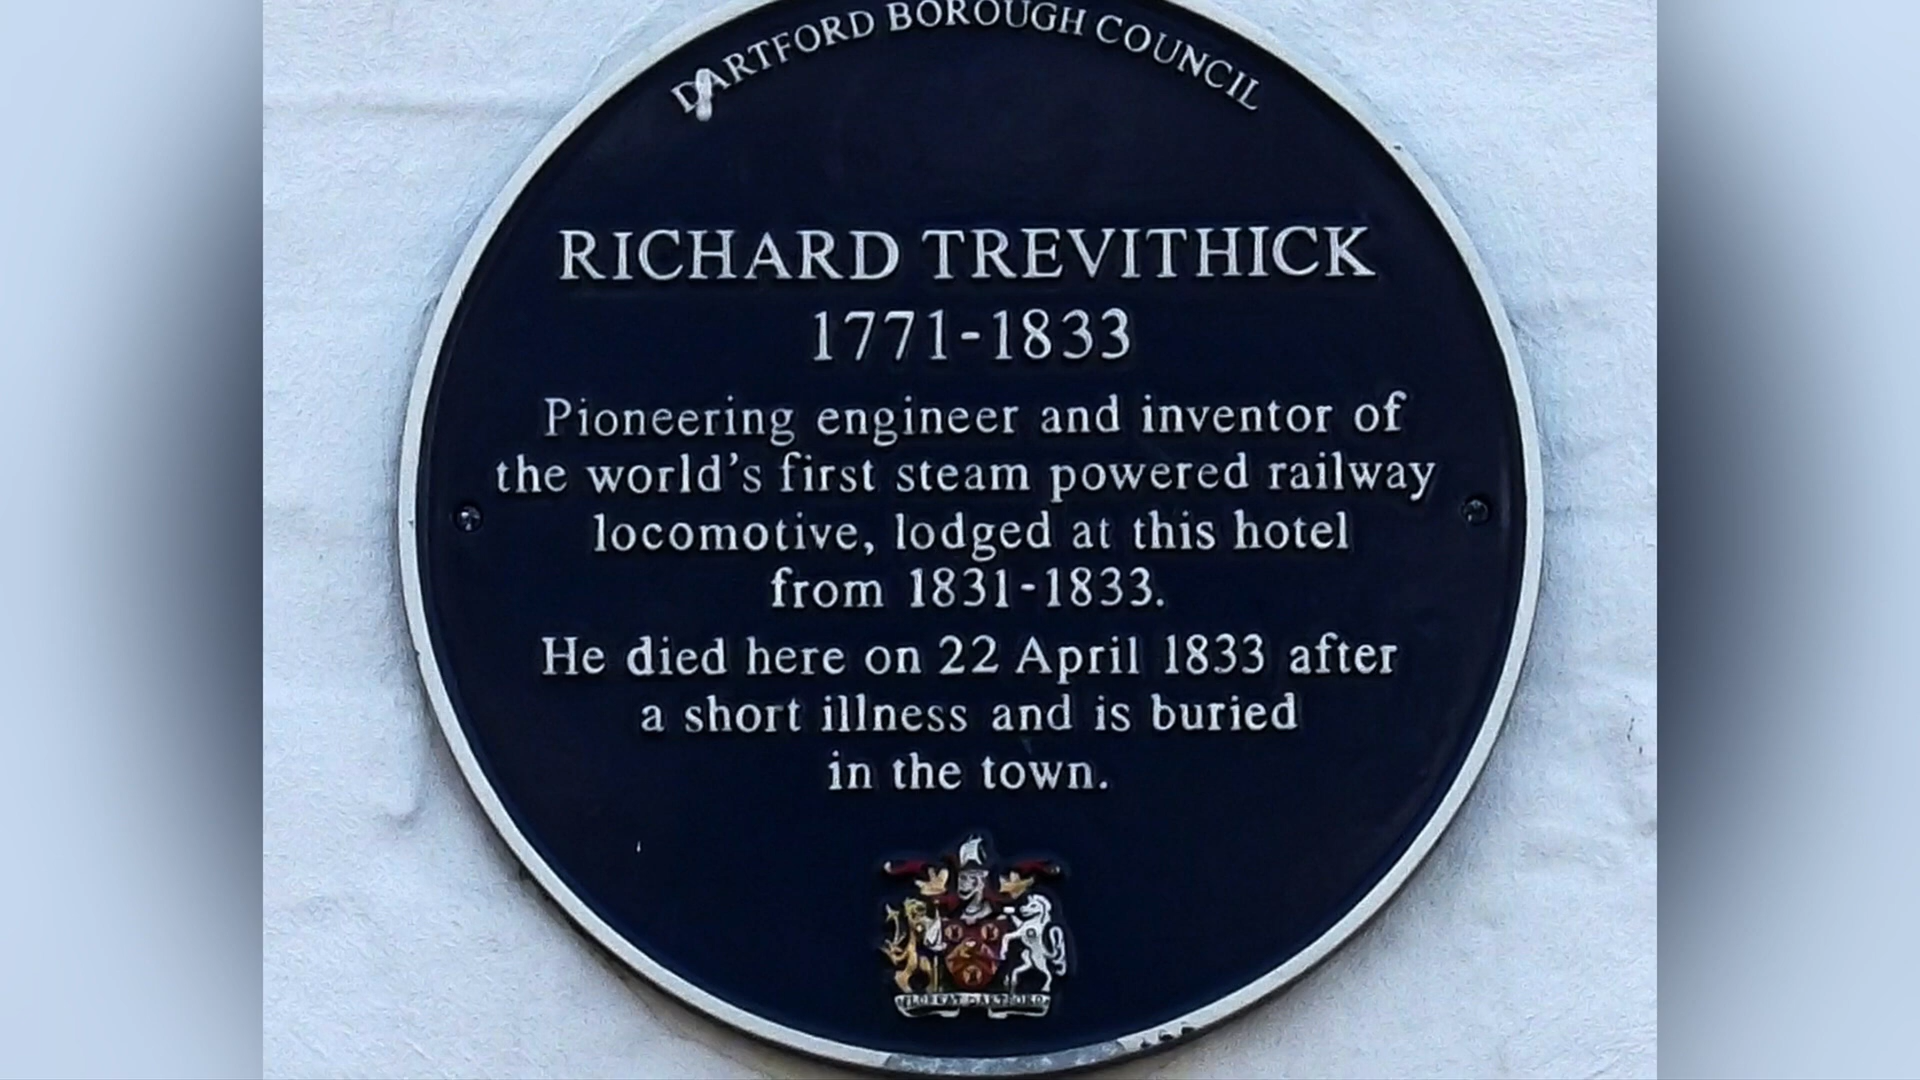 DARTFORD BOROUGH COUNCIL
RICHARD TREVITHICK
1771-1833
Pioneering engineer and inventor of
the world's first steam powered railway
locomotive, lodged at this hotel
from 1831-1833.
He died here on 22 April 1833 after
a short illness and is buried
in the town.
FLOREAT DARTFORD